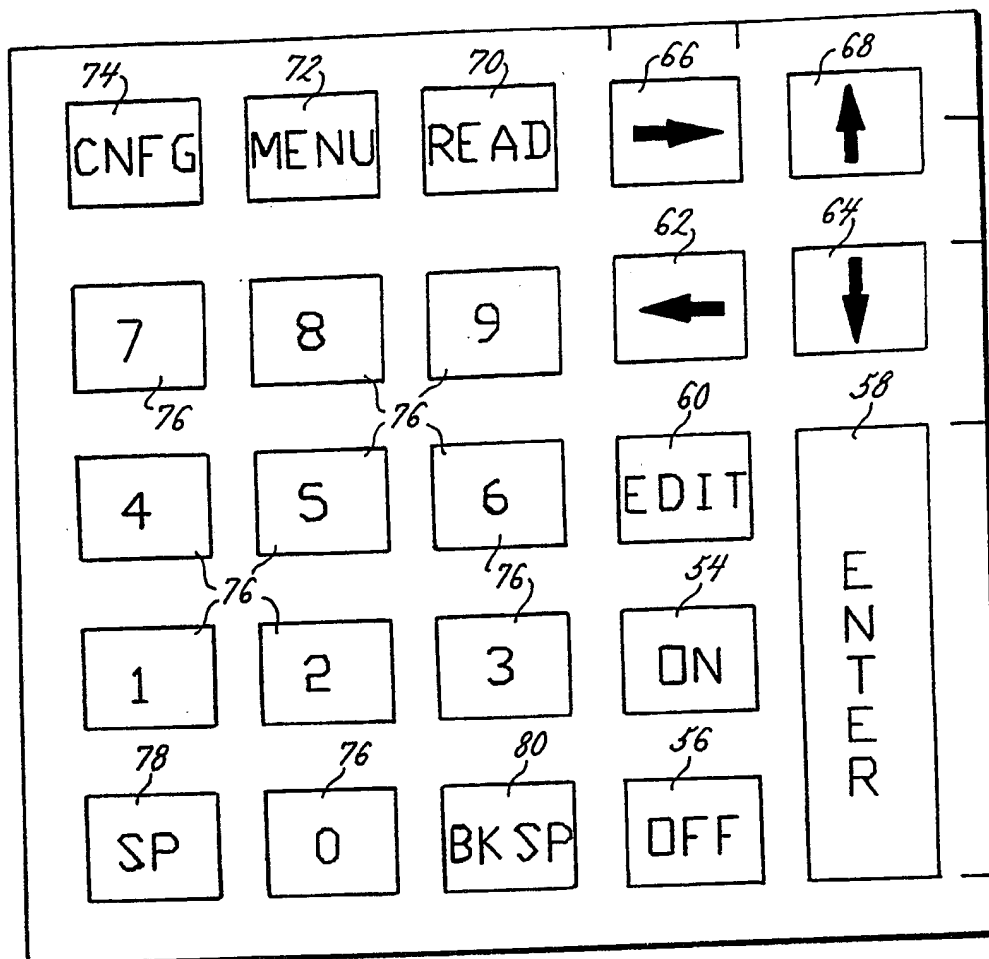 74 72 70 66 68
CNFG MENU READ
62 64
7 8 9
76 76 60 58
4 5 6 EDIT
76 76 54
1 2 3 ON
ENTER
78 76 80 56
SP 0 BKSP OFF